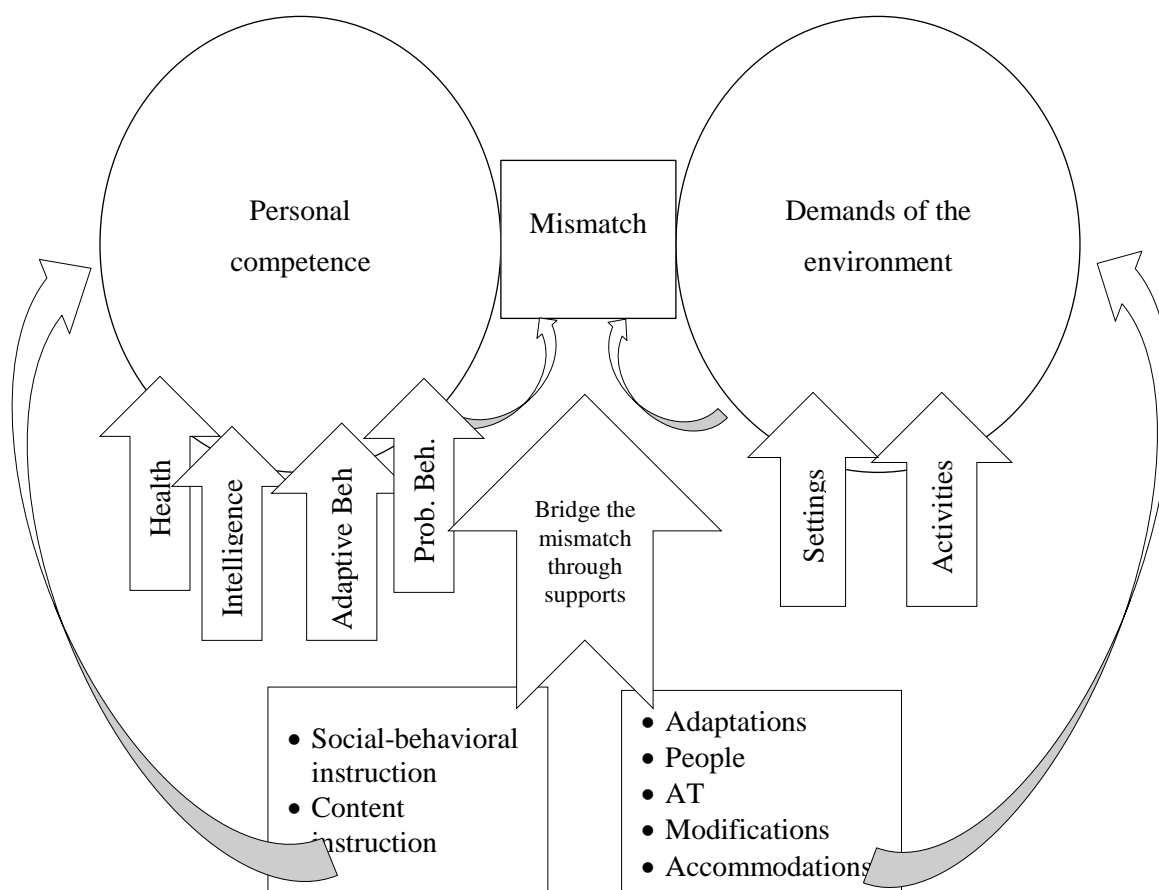 Personal
competence
Mismatch
Demands of the
environment
Health
Intelligence
Adaptive Beh
Prob. Beh.
Bridge the
mismatch
through
supports
Settings
Activities
• Social-behavioral
instruction
• Content
instruction
• Adaptations
• People
• AT
• Modifications
• Accommodations